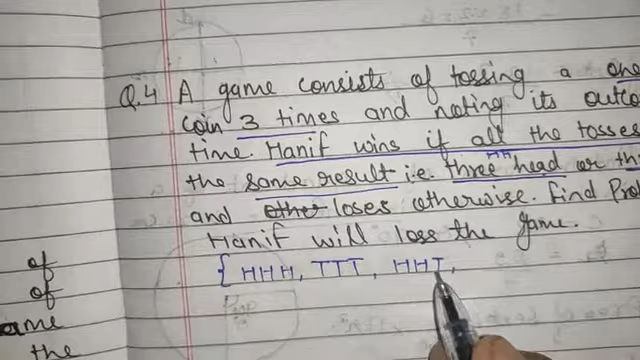 Q.4 A game consists of tossing a one
coin 3 times and noting its outco
time. Hanif wins if all the tosses
HH
the same result i.e. three head or th
and other loses otherwise. find Pro
Hanif will loss the game.
{HHH, TTT, HHT,
of
of
ame
the